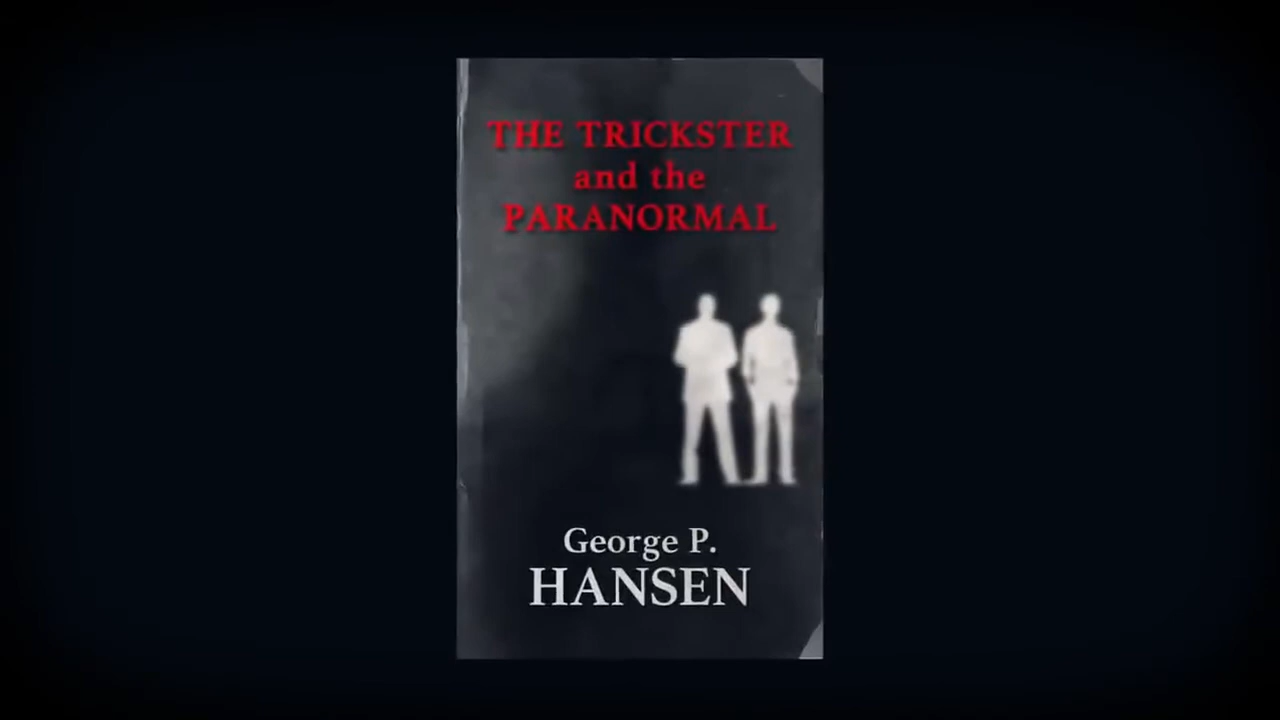 THE TRICKSTER
and the
PARANORMAL
George P.
HANSEN